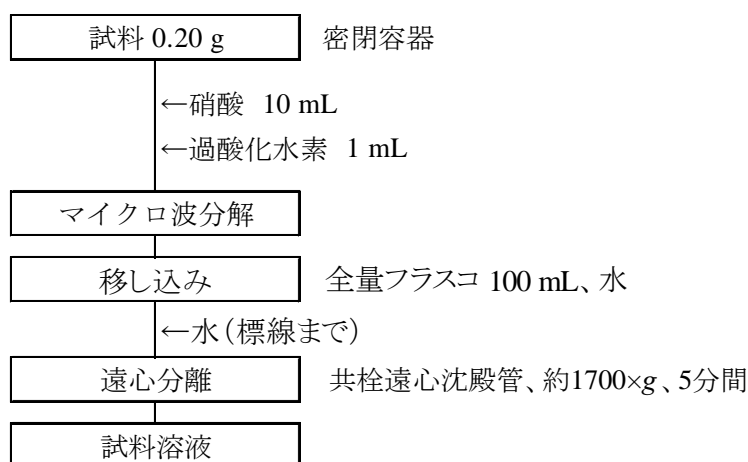 試料 0.20 g 密閉容器
←硝酸 10 mL
←過酸化水素 1 mL
マイクロ波分解
移し込み 全量フラスコ 100 mL、水
←水(標線まで)
遠心分離 共栓遠心沈殿管、約1700×g、5分間
試料溶液